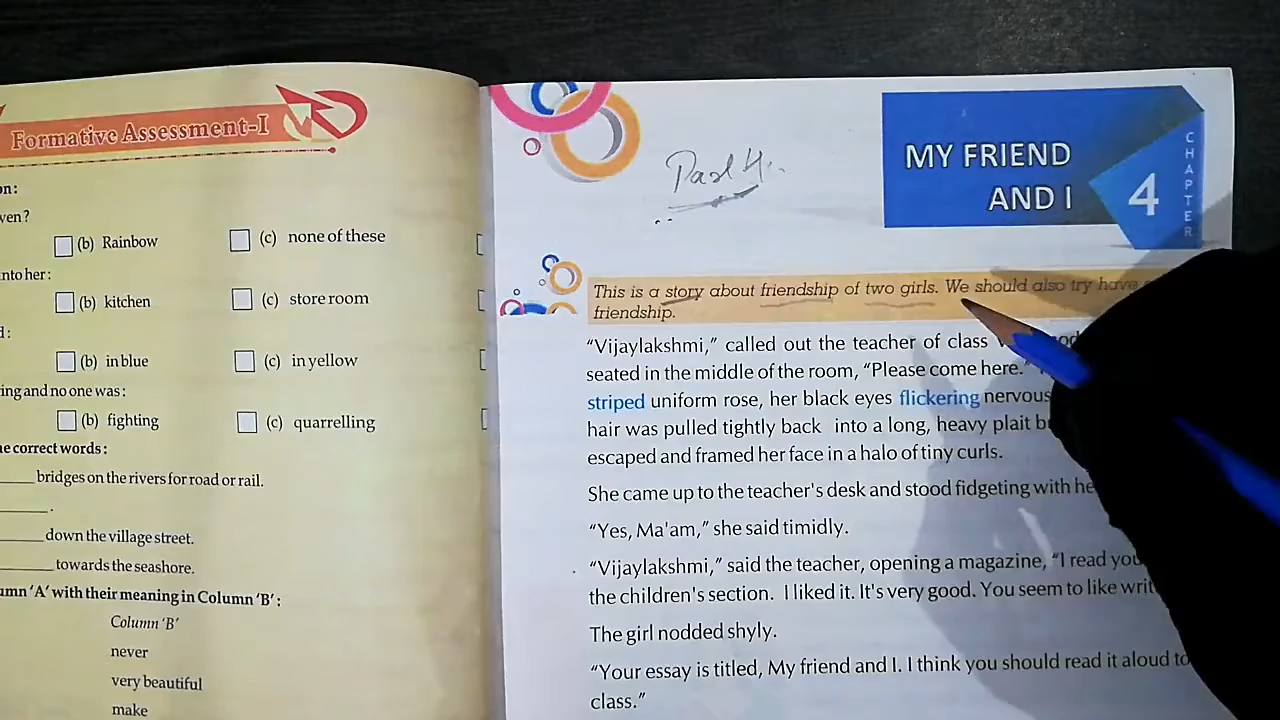 Formative Assessment-I
on:
ven?
(b) Rainbow
(c) none of these
nto her:
(b) kitchen
(c) store room
d:
(b) in blue
(c) in yellow
ing and no one was:
(b) fighting
(c) quarrelling
e correct words:
bridges on the rivers for road or rail.
.
down the village street.
towards the seashore.
umn 'A' with their meaning in Column 'B':
Column 'B'
never
very beautiful
make
MY FRIEND
AND I
CHAPTER
4
This is a story about friendship of two girls. We should also try have
friendship.
"Vijaylakshmi," called out the teacher of class
seated in the middle of the room, "Please come here."
striped uniform rose, her black eyes flickering nervous
hair was pulled tightly back into a long, heavy plait
escaped and framed her face in a halo of tiny curls.
She came up to the teacher's desk and stood fidgeting with he
"Yes, Ma'am," she said timidly.
"Vijaylakshmi," said the teacher, opening a magazine, "I read you
the children's section. I liked it. It's very good. You seem to like writ
The girl nodded shyly.
"Your essay is titled, My friend and I. I think you should read it aloud to
class."